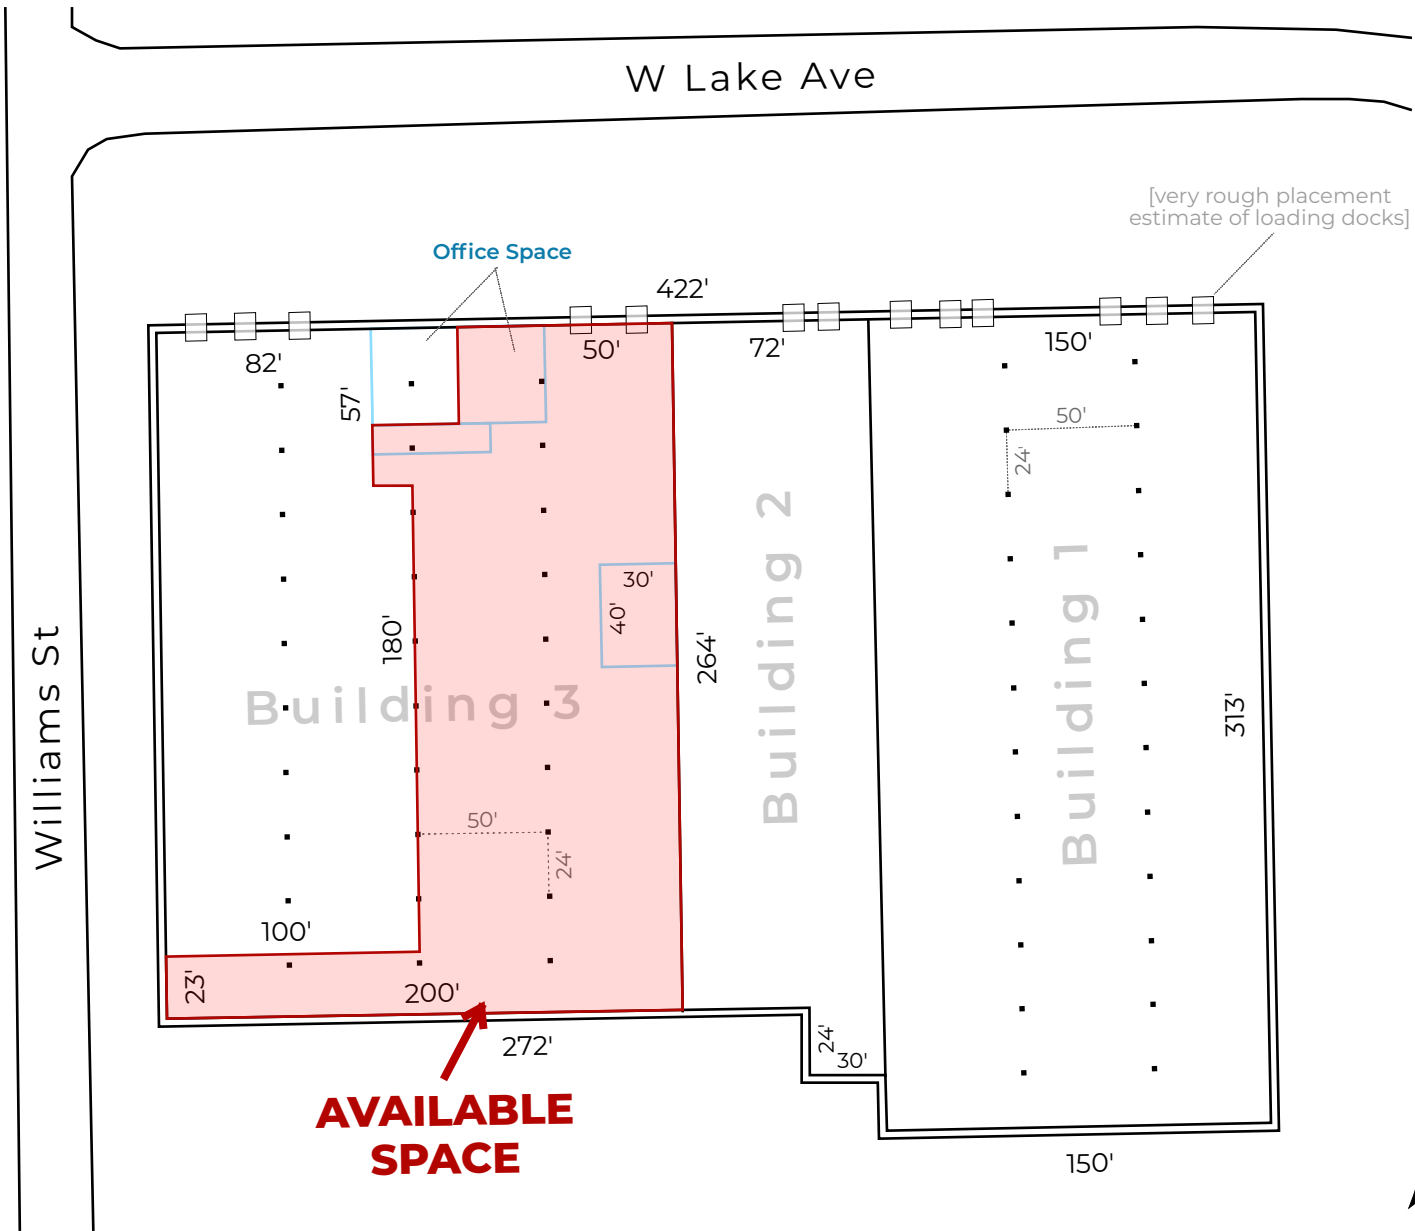 W Lake Ave
[very rough placement
estimate of loading docks]
Office Space
422'
82'
50'
72'
150'
57'
50'
24'
30'
40'
180'
264'
Building 3
Building 2
Building 1
313'
Williams St
50'
24'
100'
23'
200'
272'
24'
30'
AVAILABLE
SPACE
150'